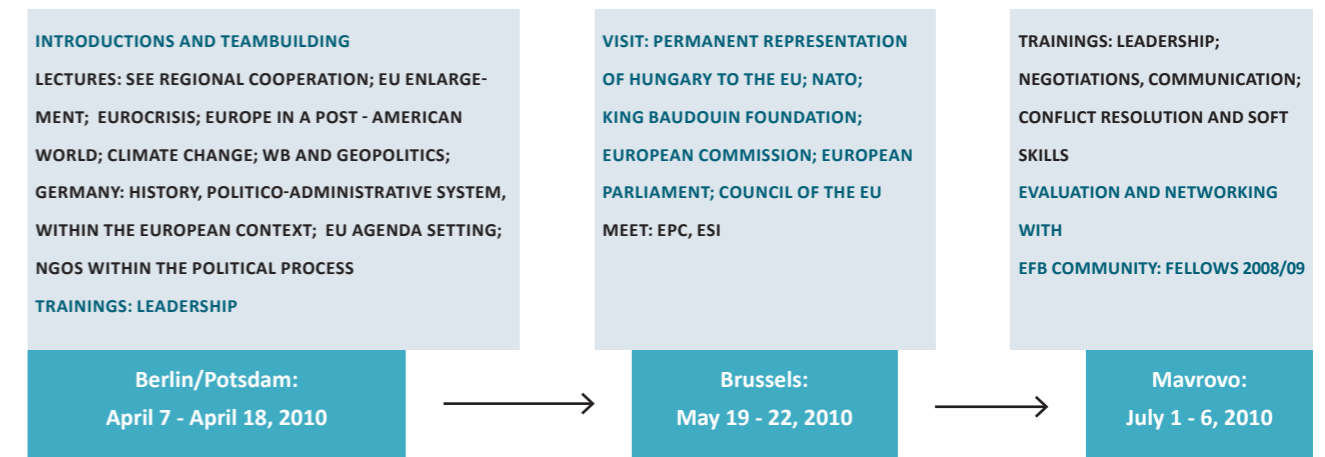 INTRODUCTIONS AND TEAMBUILDING
LECTURES: SEE REGIONAL COOPERATION; EU ENLARGE-
MENT; EUROCRISIS; EUROPE IN A POST - AMERICAN
WORLD; CLIMATE CHANGE; WB AND GEOPOLITICS;
GERMANY: HISTORY, POLITICO-ADMINISTRATIVE SYSTEM,
WITHIN THE EUROPEAN CONTEXT; EU AGENDA SETTING;
NGOS WITHIN THE POLITICAL PROCESS
TRAININGS: LEADERSHIP
Berlin/Potsdam:
April 7 - April 18, 2010
VISIT: PERMANENT REPRESENTATION
OF HUNGARY TO THE EU; NATO;
KING BAUDOUIN FOUNDATION;
EUROPEAN COMMISSION; EUROPEAN
PARLIAMENT; COUNCIL OF THE EU
MEET: EPC, ESI
Brussels:
May 19 - 22, 2010
TRAININGS: LEADERSHIP;
NEGOTIATIONS, COMMUNICATION;
CONFLICT RESOLUTION AND SOFT
SKILLS
EVALUATION AND NETWORKING
WITH
EFB COMMUNITY: FELLOWS 2008/09
Mavrovo:
July 1 - 6, 2010